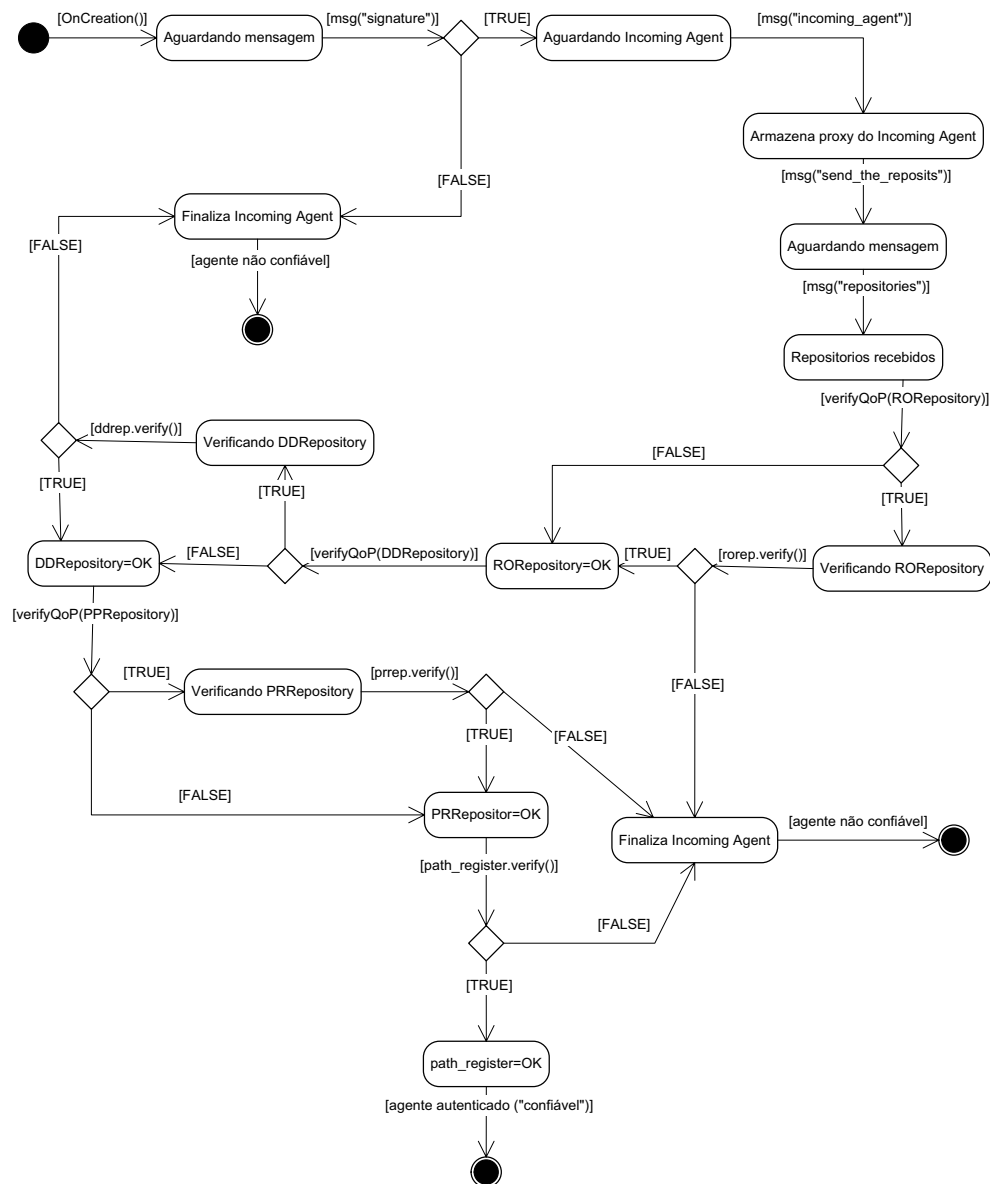 [OnCreation()]
Aguardando mensagem
[msg("signature")]
[TRUE]
Aguardando Incoming Agent
[msg("incoming_agent")]
Armazena proxy do Incoming Agent
[FALSE]
[msg("send_the_reposits")]
Finaliza Incoming Agent
[FALSE]
Aguardando mensagem
[agente não confiável]
[msg("repositories")]
Repositorios recebidos
[verifyQoP(RORepository)]
[ddrep.verify()]
Verificando DDRepository
[FALSE]
[TRUE]
[TRUE]
[TRUE]
DDRepository=OK
[FALSE]
[verifyQoP(DDRepository)]
RORepository=OK
[TRUE]
[rorep.verify()]
Verificando RORepository
[verifyQoP(PPRepository)]
[TRUE]
Verificando PRRepository
[prrep.verify()]
[FALSE]
[TRUE]
[FALSE]
[FALSE]
PRRepositor=OK
Finaliza Incoming Agent
[agente não confiável]
[path_register.verify()]
[FALSE]
[TRUE]
path_register=OK
[agente autenticado ("confiável")]